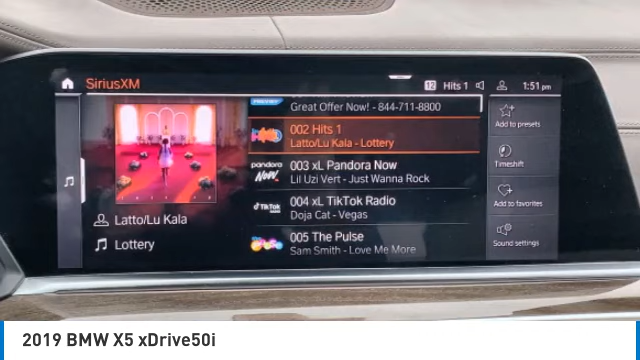 SiriusXM
12 Hits 1 1:51 pm
Great Offer Now! - 844-711-8800
002 Hits 1
Latto/Lu Kala - Lottery
pandora NOW.
003 xL Pandora Now
Lil Uzi Vert - Just Wanna Rock
TikTok
004 xL TikTok Radio
Doja Cat - Vegas
005 The Pulse
Sam Smith - Love Me More
Latto/Lu Kala
Lottery
Add to presets
Timeshift
Add to favorites
Sound settings
2019 BMW X5 xDrive50i